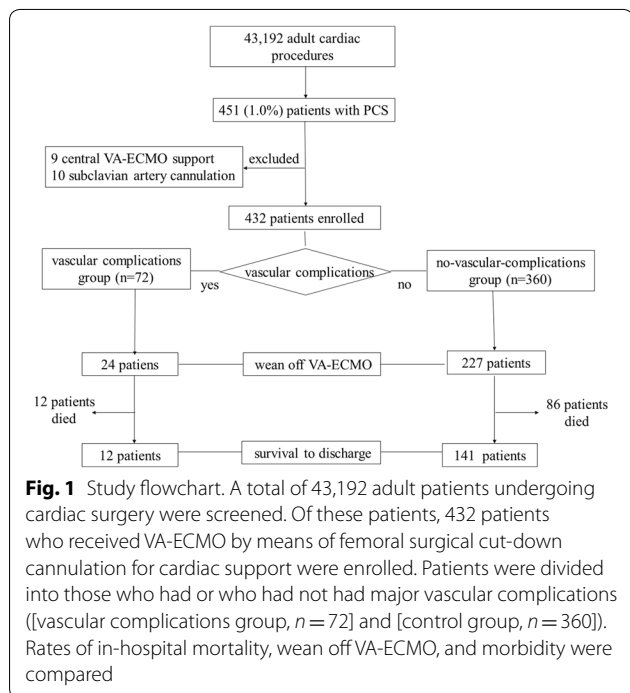 43,192 adult cardiac
procedures
451 (1.0%) patients with PCS
9 central VA-ECMO support
10 subclavian artery cannulation
excluded
432 patients enrolled
vascular complications
group (n=72)
yes
vascular complications
no
no-vascular-complications
group (n=360)
24 patiens
wean off VA-ECMO
227 patients
12 patients
died
86 patients
died
12 patients
survival to discharge
141 patients
Fig. 1 Study flowchart. A total of 43,192 adult patients undergoing
cardiac surgery were screened. Of these patients, 432 patients
who received VA-ECMO by means of femoral surgical cut-down
cannulation for cardiac support were enrolled. Patients were divided
into those who had or who had not had major vascular complications
([vascular complications group, n = 72] and [control group, n = 360]).
Rates of in-hospital mortality, wean off VA-ECMO, and morbidity were
compared